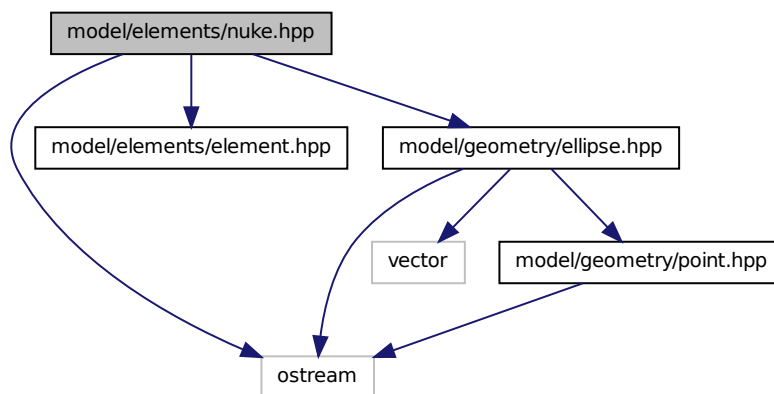 model/elements/nuke.hpp
model/elements/element.hpp
model/geometry/ellipse.hpp
vector
model/geometry/point.hpp
ostream